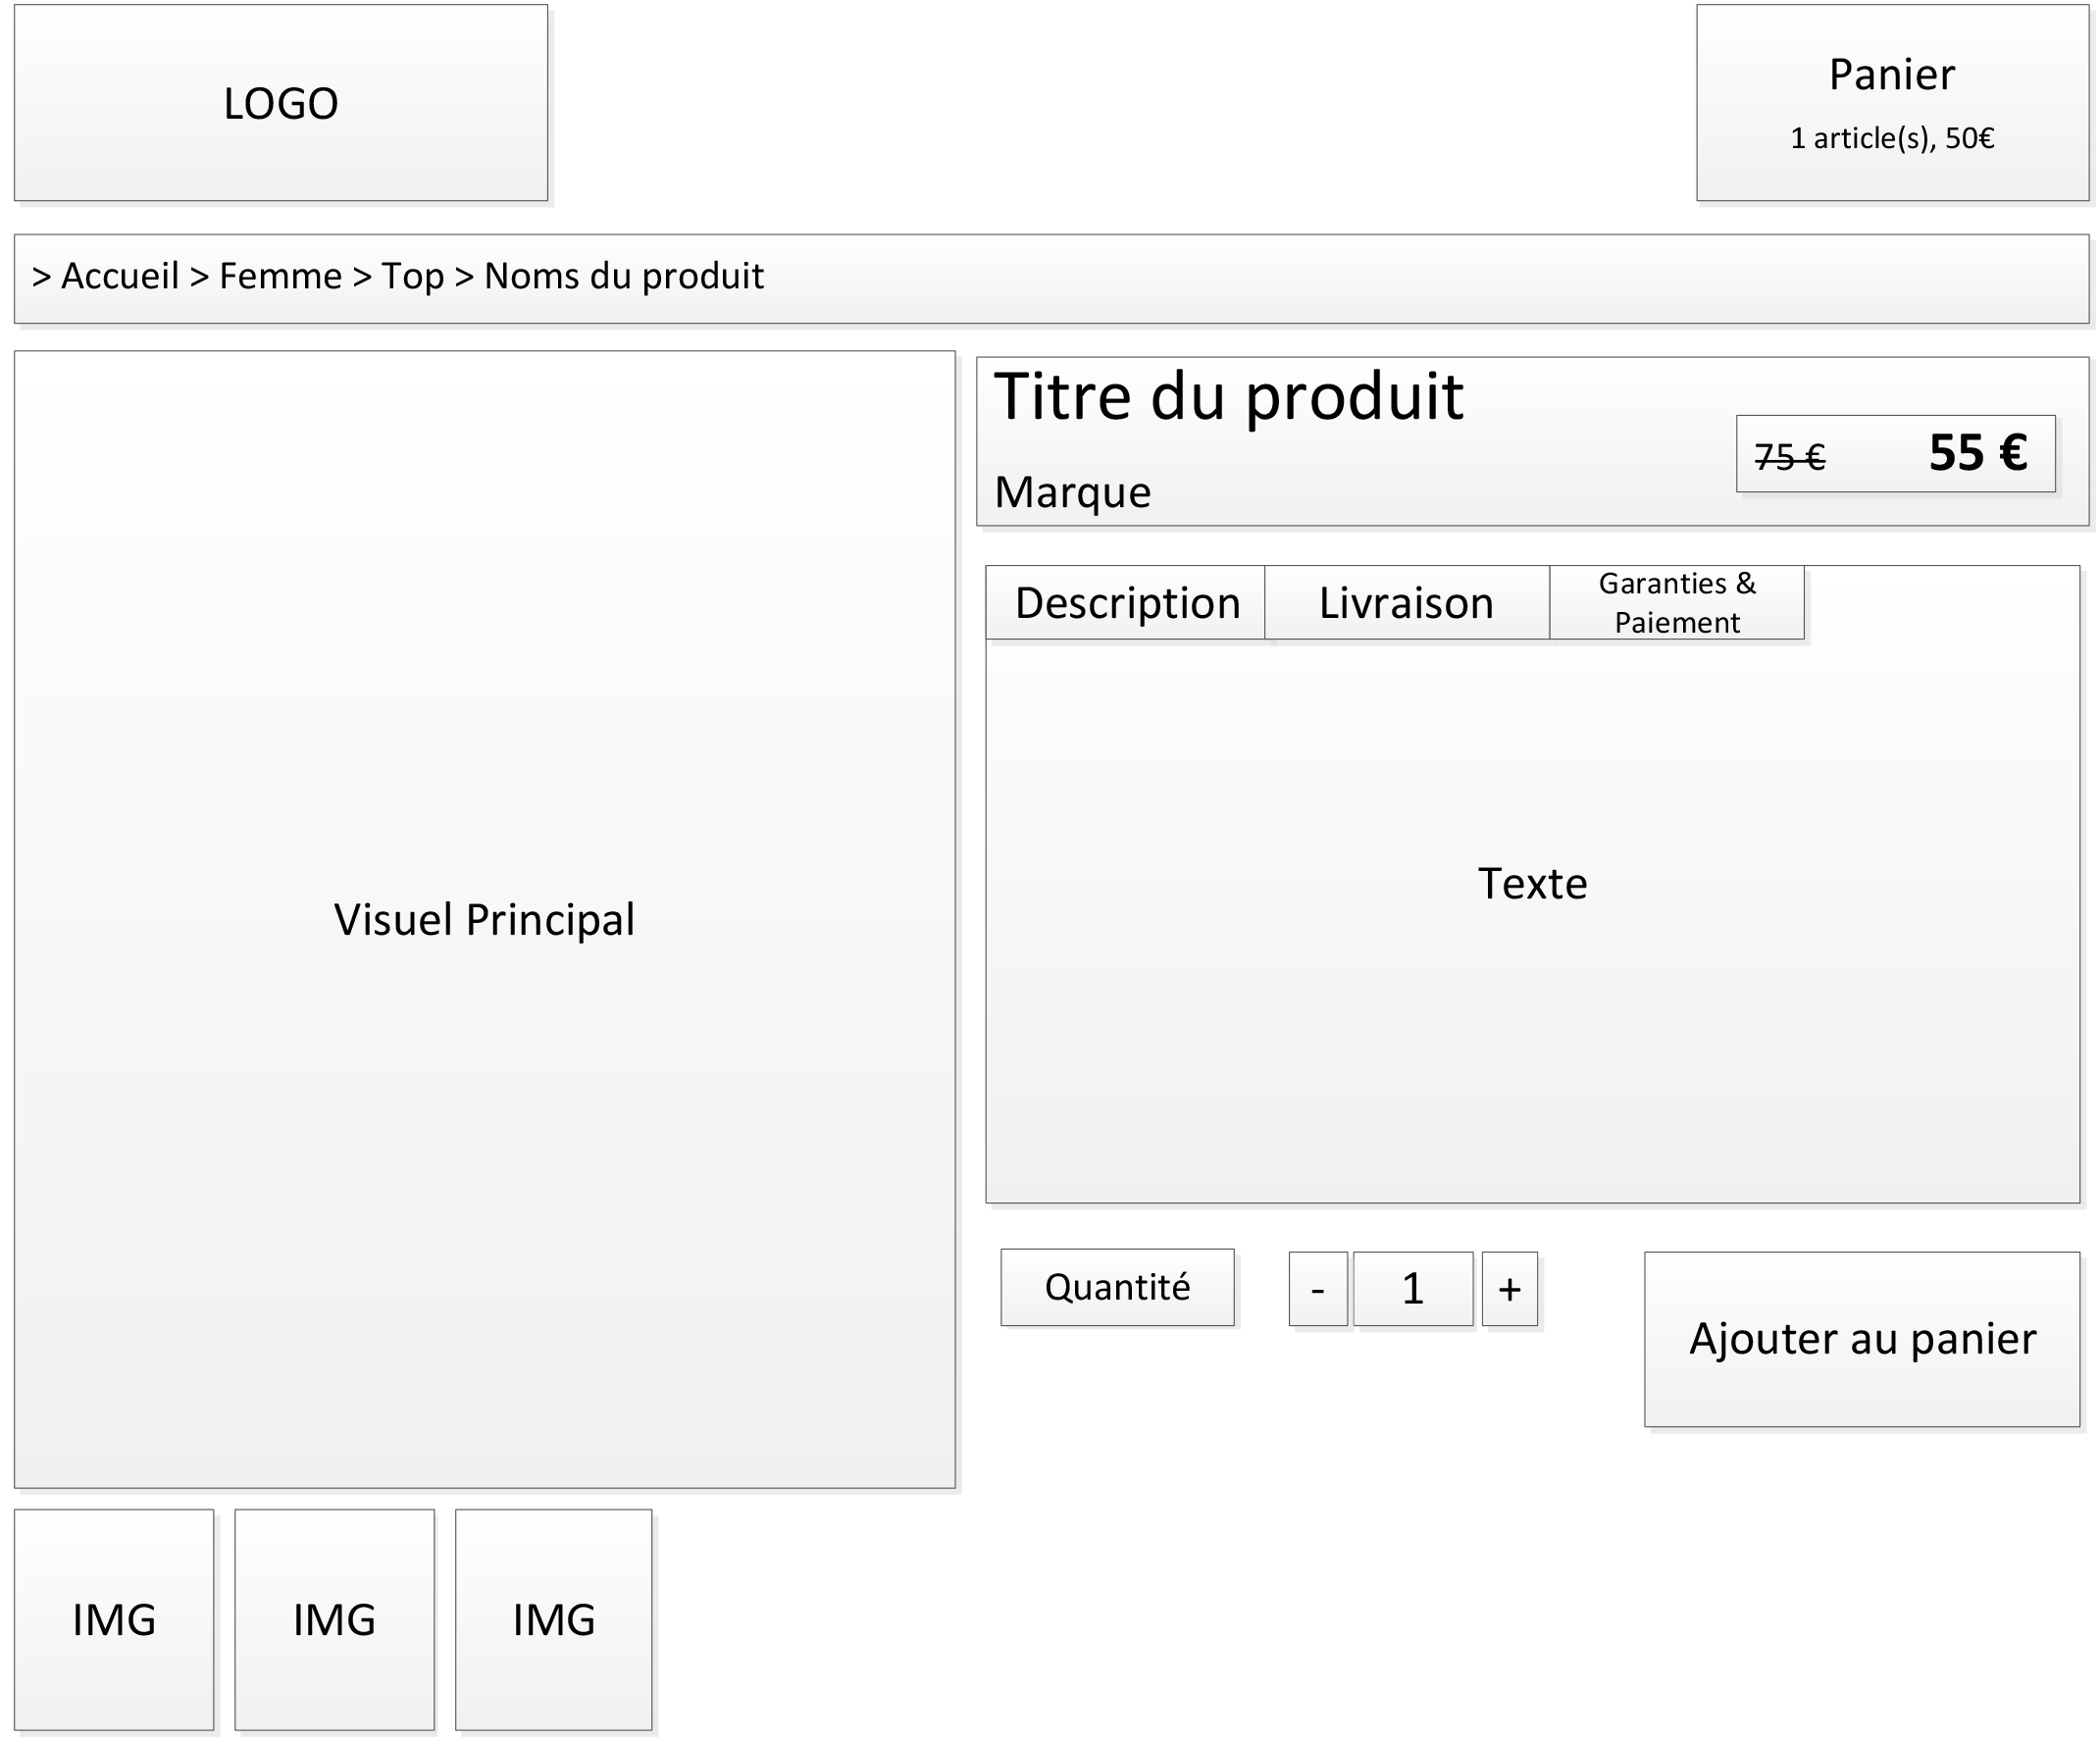 LOGO
Panier
1 article(s), 50€
> Accueil > Femme > Top > Noms du produit
Titre du produit
75 €
55 €
Marque
Description
Livraison
Garanties &
Paiement
Visuel Principal
Texte
Quantité
-
1
+
Ajouter au panier
IMG
IMG
IMG